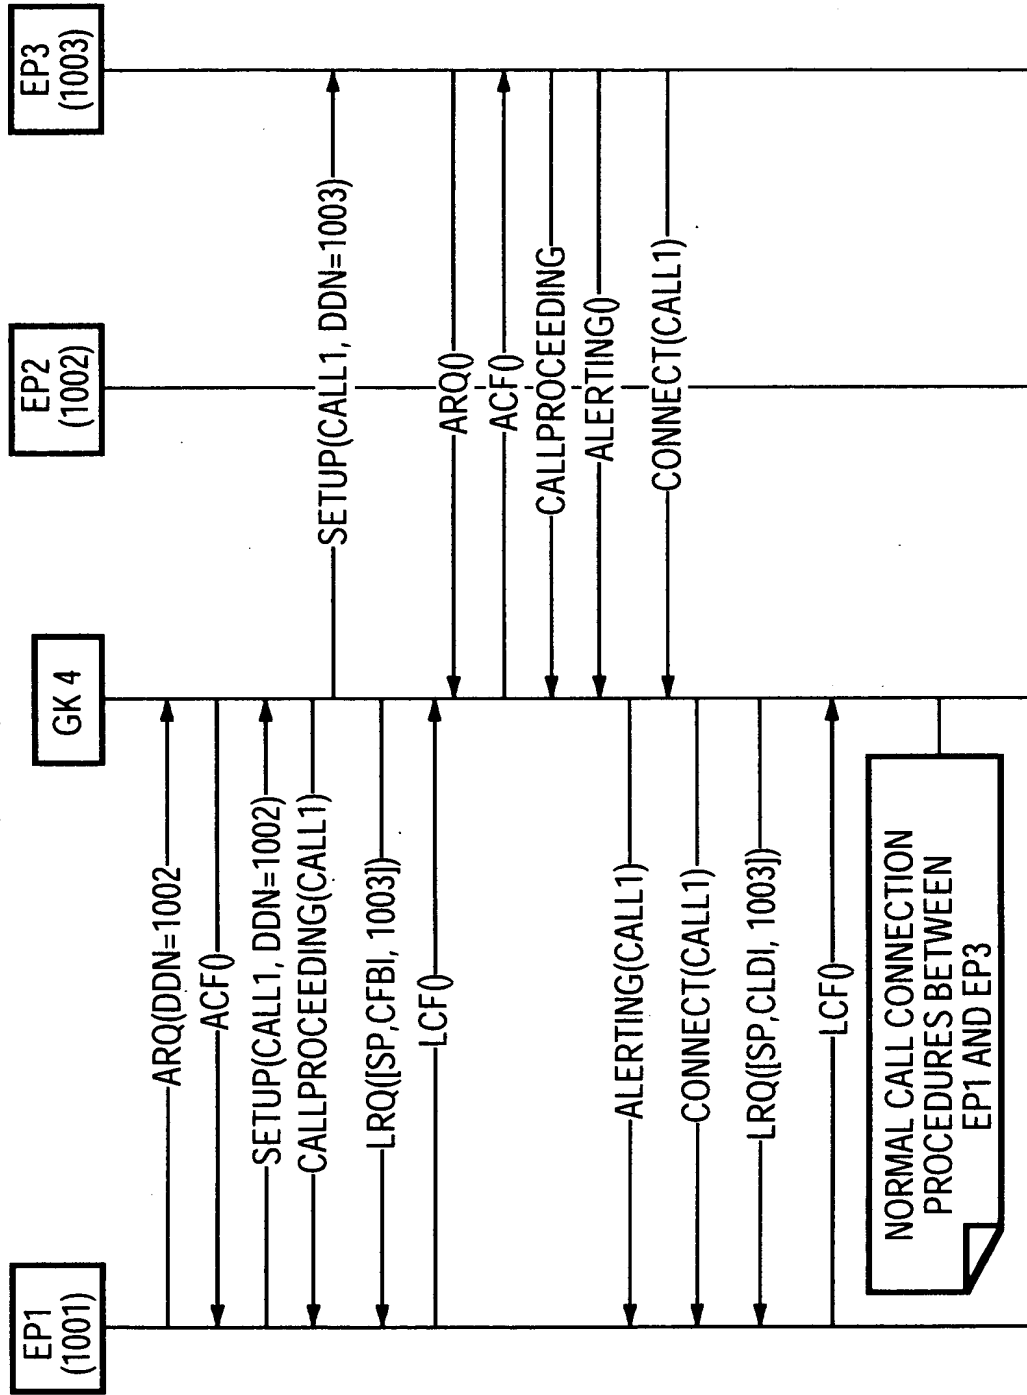 EP1
(1001)
GK 4
EP2
(1002)
EP3
(1003)
ARQ(DDN=1002
ACF()
SETUP(CALL1, DDN=1002)
CALLPROCEEDING(CALL1)
SETUP(CALL1, DDN=1003)
LRQ([SP,CFBI, 1003])
LCF()
ARQ()
ACF()
CALLPROCEEDING
ALERTING()
ALERTING(CALL1)
CONNECT(CALL1)
CONNECT(CALL1)
LRQ([SP,CLDI, 1003])
LCF()
NORMAL CALL CONNECTION
PROCEDURES BETWEEN
EP1 AND EP3